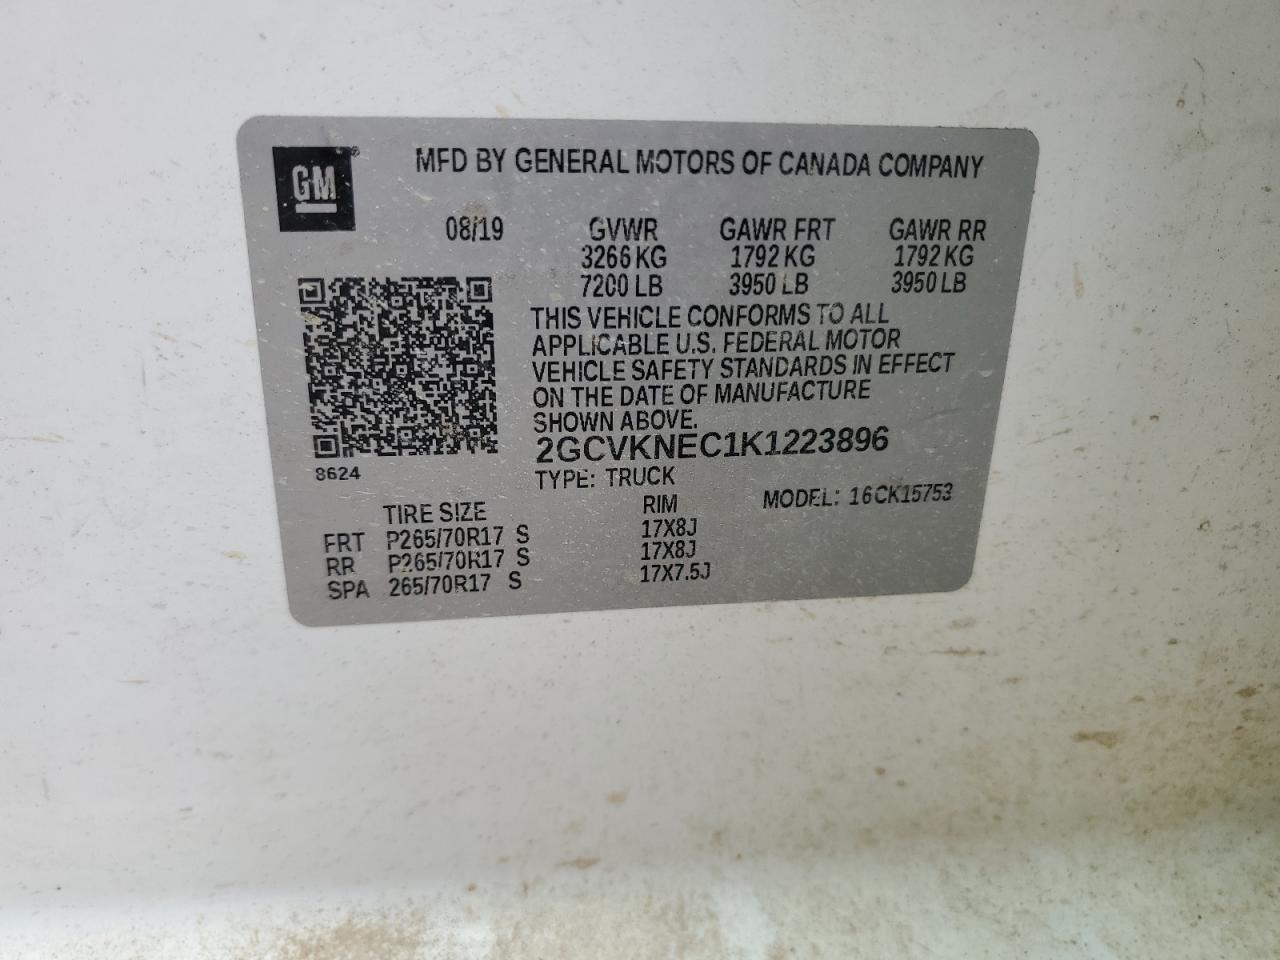 GM®
MFD BY GENERAL MOTORS OF CANADA COMPANY
08/19 GVWR GAWR FRT GAWR RR
3266 KG 1792 KG 1792 KG
7200 LB 3950 LB 3950 LB
THIS VEHICLE CONFORMS TO ALL
APPLICABLE U.S. FEDERAL MOTOR
VEHICLE SAFETY STANDARDS IN EFFECT
ON THE DATE OF MANUFACTURE
SHOWN ABOVE.
2GCVKNEC1K1223896
8624
TYPE: TRUCK
MODEL: 16CK15753
TIRE SIZE RIM
FRT P265/70R17 S 17X8J
RR P265/70R17 S 17X8J
SPA 265/70R17 S 17X7.5J